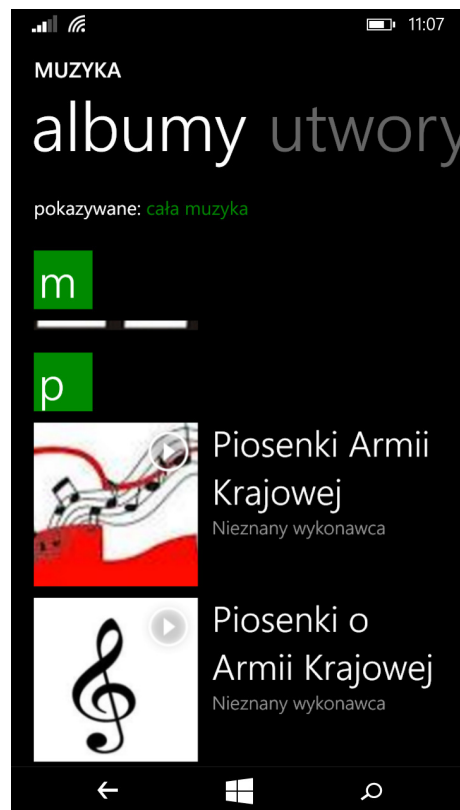 11:07
MUZYKA
albumy utwory
pokazywane: cała muzyka
m
p
Piosenki Armii
Krajowej
Nieznany wykonawca
Piosenki o
Armii Krajowej
Nieznany wykonawca